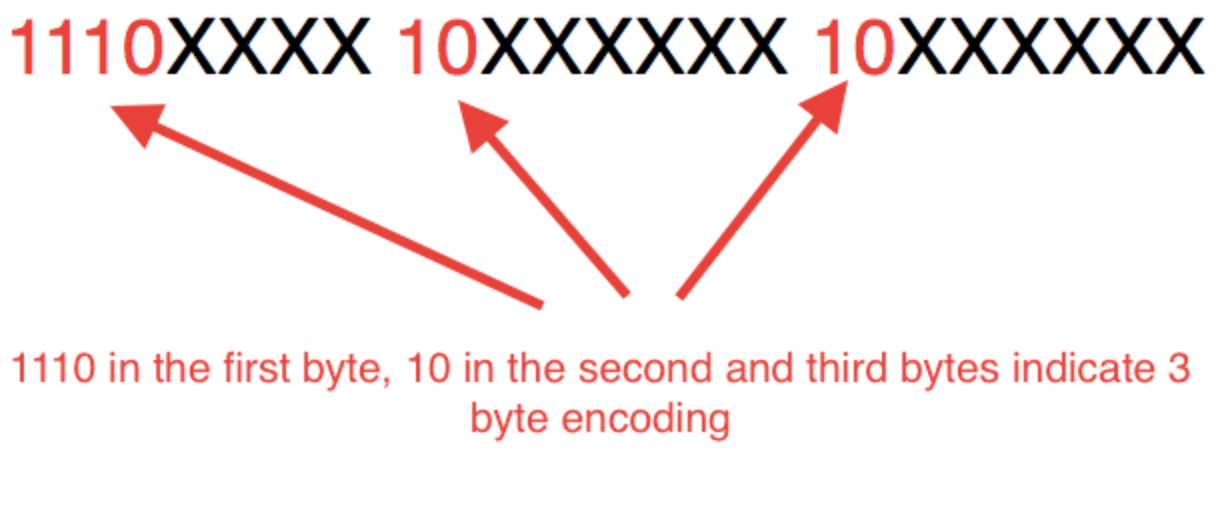 1110XXXX 10XXXXXX 10XXXXXX
1110 in the first byte, 10 in the second and third bytes indicate 3
byte encoding